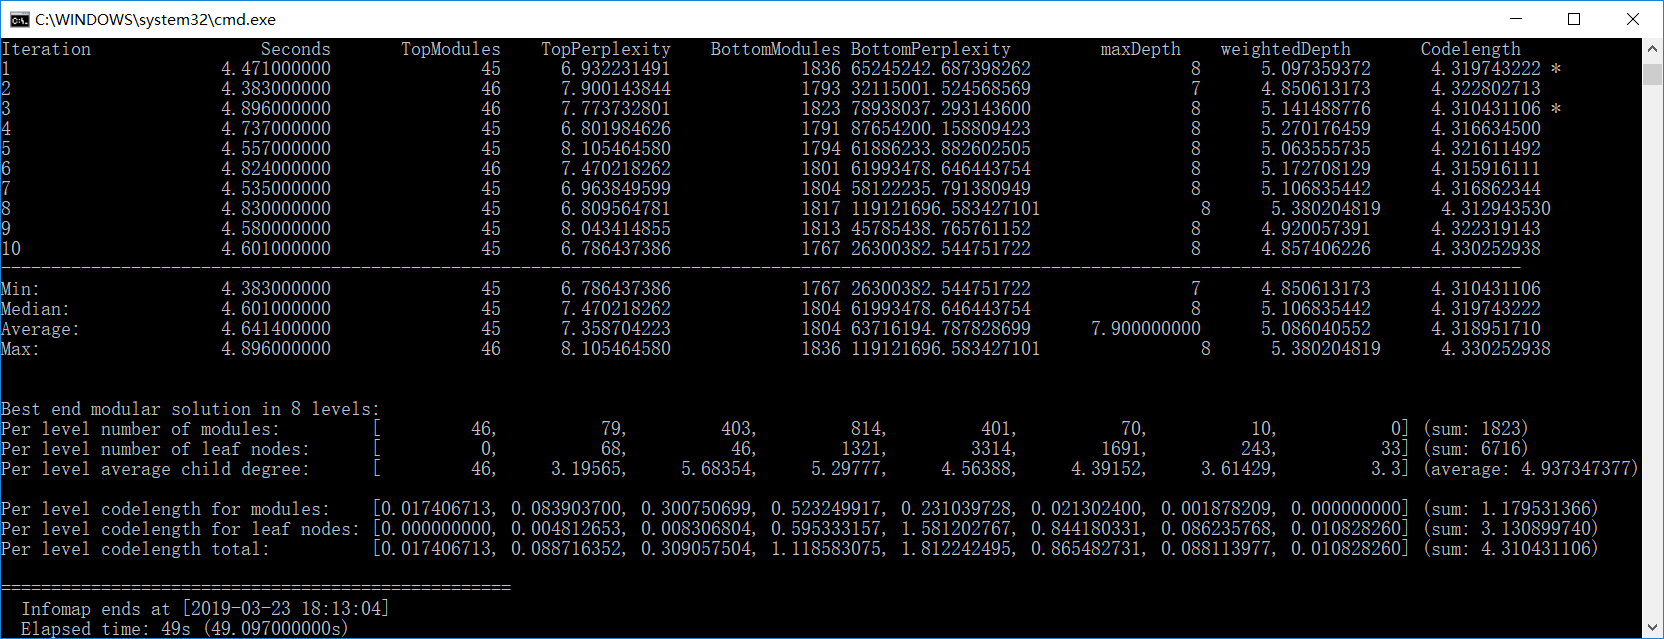 C:\WINDOWS\system32\cmd.exe
Iteration Seconds TopModules TopPerplexity BottomModules BottomPerplexity maxDepth weightedDepth Codelength
1 4.471000000 45 6.932231491 1836 65245242.687398262 8 5.097359372 4.319743222 *
2 4.383000000 46 7.900143844 1793 32115001.524568569 7 4.850613173 4.322802713
3 4.896000000 46 7.773732801 1823 78938037.293143600 8 5.141488776 4.310431106 *
4 4.737000000 45 6.801984626 1791 87654200.158809423 8 5.270176459 4.316634500
5 4.557000000 45 8.105464580 1794 61886233.882602505 8 5.063555735 4.321611492
6 4.824000000 46 7.470218262 1801 61993478.646443754 8 5.172708129 4.315916111
7 4.535000000 45 6.963849599 1804 58122235.791380949 8 5.106835442 4.316862344
8 4.830000000 45 6.809564781 1817 119121696.583427101 8 5.380204819 4.312943530
9 4.580000000 45 8.043414855 1813 45785438.765761152 8 4.920057391 4.322319143
10 4.601000000 45 6.786437386 1767 26300382.544751722 8 4.857406226 4.330252938
--------------------------------------------------------------------------------------------------------------------------------------------------------
Min: 4.383000000 45 6.786437386 1767 26300382.544751722 7 4.850613173 4.310431106
Median: 4.601000000 45 7.470218262 1804 61993478.646443754 8 5.106835442 4.319743222
Average: 4.641400000 45 7.358704223 1804 63716194.787828699 7.900000000 5.086040552 4.318951710
Max: 4.896000000 46 8.105464580 1836 119121696.583427101 8 5.380204819 4.330252938
Best end modular solution in 8 levels:
Per level number of modules: [ 46, 79, 403, 814, 401, 70, 10, 0] (sum: 1823)
Per level number of leaf nodes: [ 0, 68, 46, 1321, 3314, 1691, 243, 33] (sum: 6716)
Per level average child degree: [ 46, 3.19565, 5.68354, 5.29777, 4.56388, 4.39152, 3.61429, 3.3] (average: 4.937347377)
Per level codelength for modules: [0.017406713, 0.083903700, 0.300750699, 0.523249917, 0.231039728, 0.021302400, 0.001878209, 0.000000000] (sum: 1.179531366)
Per level codelength for leaf nodes: [0.000000000, 0.004812653, 0.008306804, 0.595333157, 1.581202767, 0.844180331, 0.086235768, 0.010828260] (sum: 3.130899740)
Per level codelength total: [0.017406713, 0.088716352, 0.309057504, 1.118583075, 1.812242495, 0.865482731, 0.088113977, 0.010828260] (sum: 4.310431106)
===================================================
Infomap ends at [2019-03-23 18:13:04]
Elapsed time: 49s (49.097000000s)